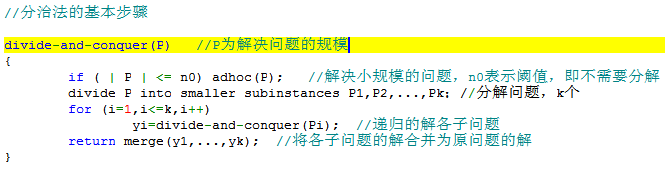 //分治法的基本步骤
divide-and-conquer(P)   //P为解决问题的规模
{
if ( | P | <= n0) adhoc(P);   //解决小规模的问题，n0表示阈值，即不需要分解
divide P into smaller subinstances P1,P2,...,Pk；//分解问题，k个
for (i=1,i<=k,i++)
yi=divide-and-conquer(Pi);  //递归的解各子问题
return merge(y1,...,yk);  //将各子问题的解合并为原问题的解
}